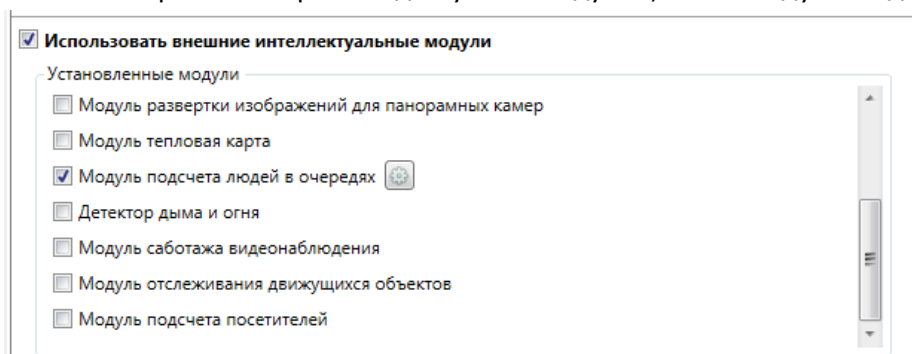 Использовать внешние интеллектуальные модули
Установленные модули
Модуль развертки изображений для панорамных камер
Модуль тепловая карта
Модуль подсчета людей в очередях
Детектор дыма и огня
Модуль саботажа видеонаблюдения
Модуль отслеживания движущихся объектов
Модуль подсчета посетителей